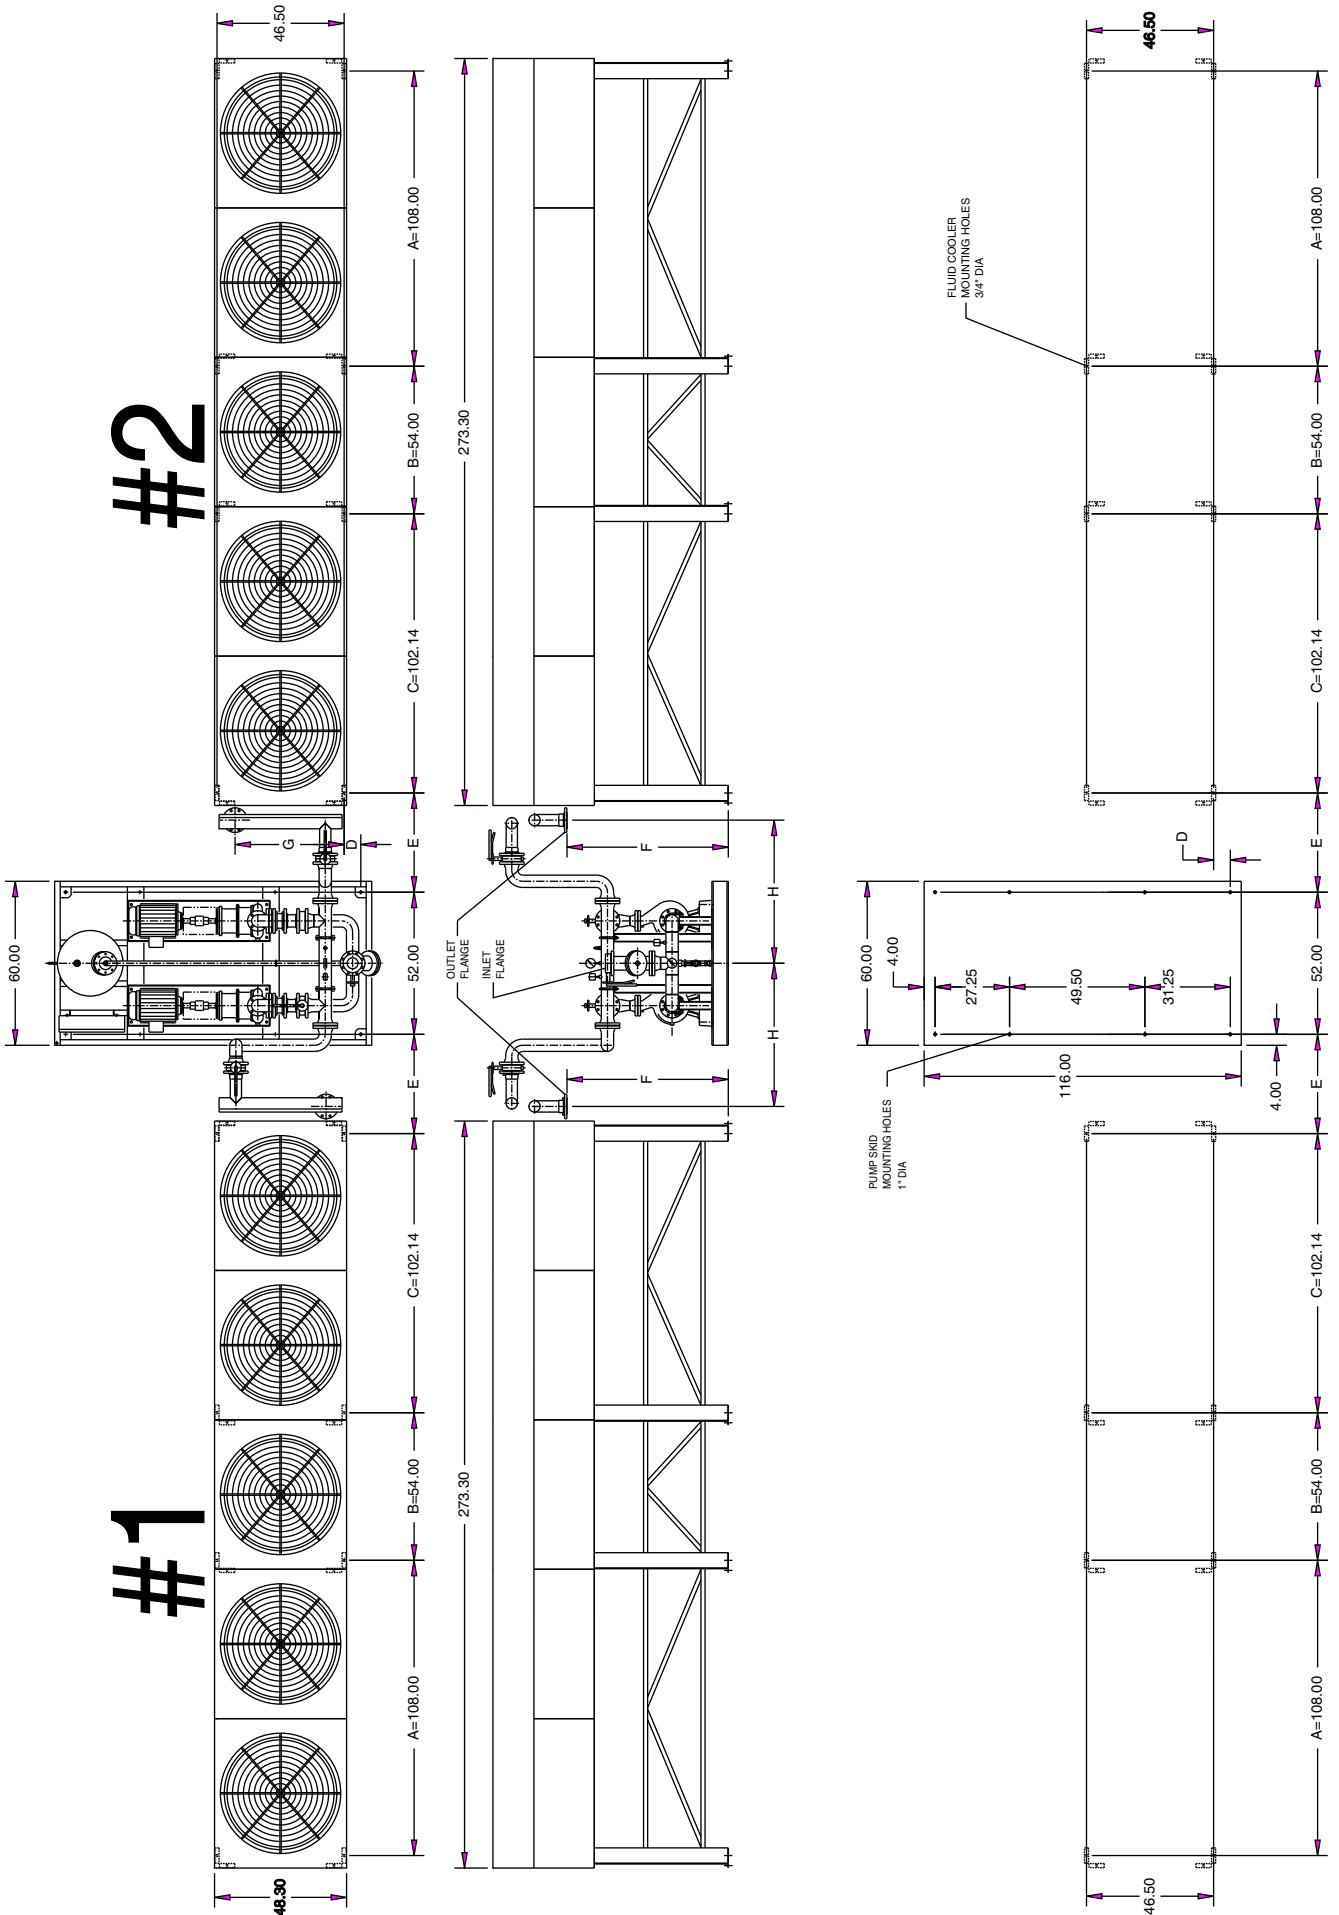 60.00
#1
#2
48.30
46.50
G
D
A=108.00
B=54.00
C=102.14
E
52.00
E
C=102.14
B=54.00
A=108.00
273.30
OUTLET
FLANGE
INLET
FLANGE
273.30
F
F
H
H
60.00
PUMP SKID
MOUNTING HOLES
1" DIA
4.00
FLUID COOLER
MOUNTING HOLES
3/4" DIA
27.25
116.00
49.50
46.50
46.50
31.25
D
4.00
A=108.00
B=54.00
C=102.14
E
52.00
E
C=102.14
B=54.00
A=108.00